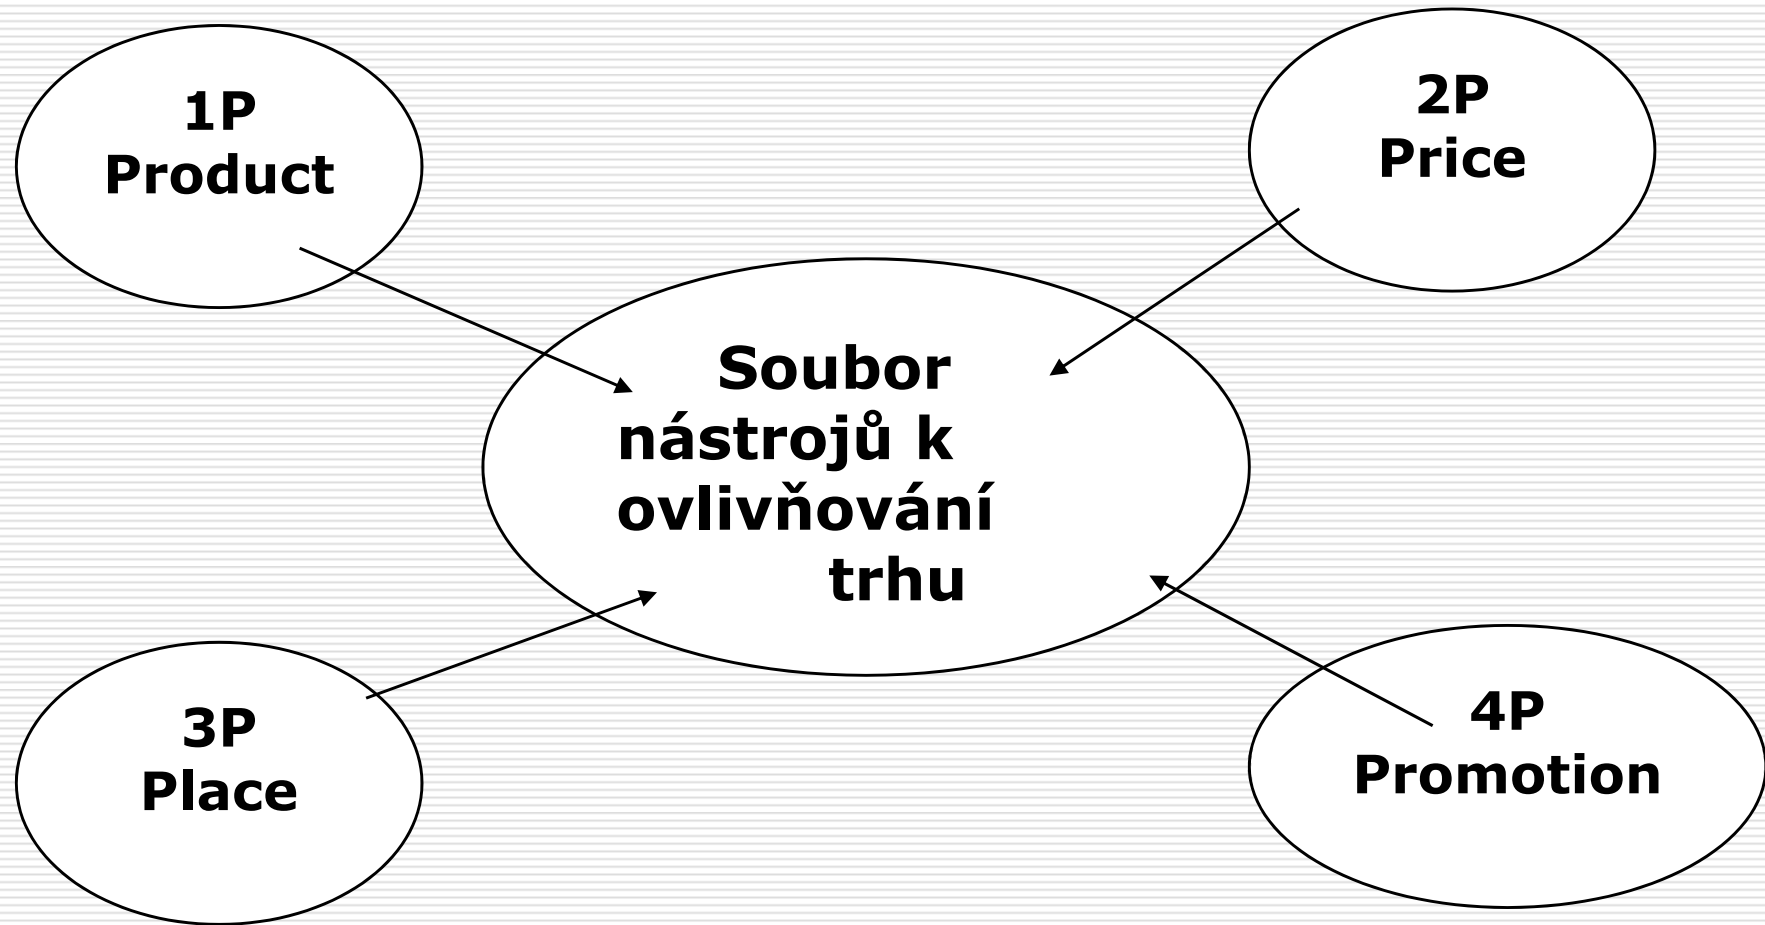 1P
Product
2P
Price
Soubor
nástrojů k
ovlivňování
trhu
3P
Place
4P
Promotion